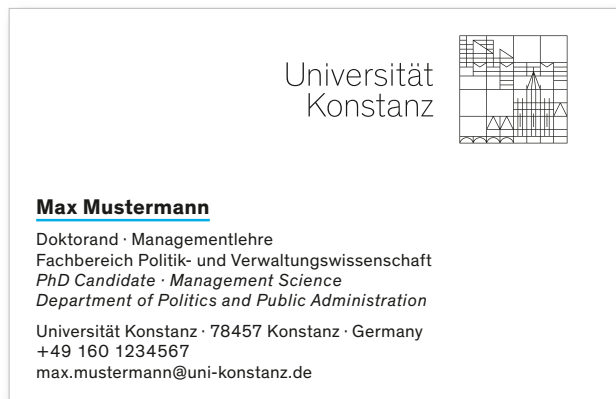 Universität
Konstanz
Max Mustermann
Doktorand · Managementlehre
Fachbereich Politik- und Verwaltungswissenschaft
PhD Candidate · Management Science
Department of Politics and Public Administration
Universität Konstanz · 78457 Konstanz · Germany
+49 160 1234567
max.mustermann@uni-konstanz.de